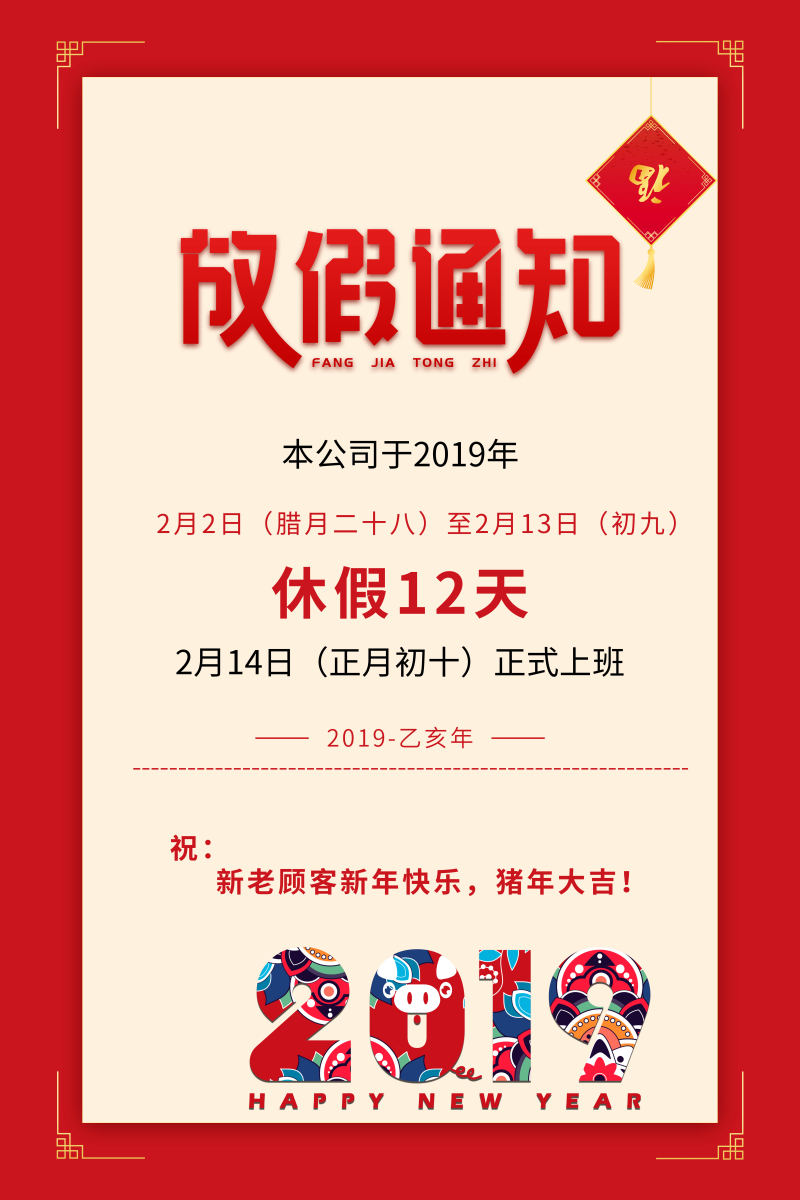 福
放假通知
FANG JIA TONG ZHI
本公司于2019年
2月2日（腊月二十八）至2月13日（初九）
休假12天
2月14日（正月初十）正式上班
2019-乙亥年
祝：
新老顾客新年快乐，猪年大吉！
2019
HAPPY NEW YEAR